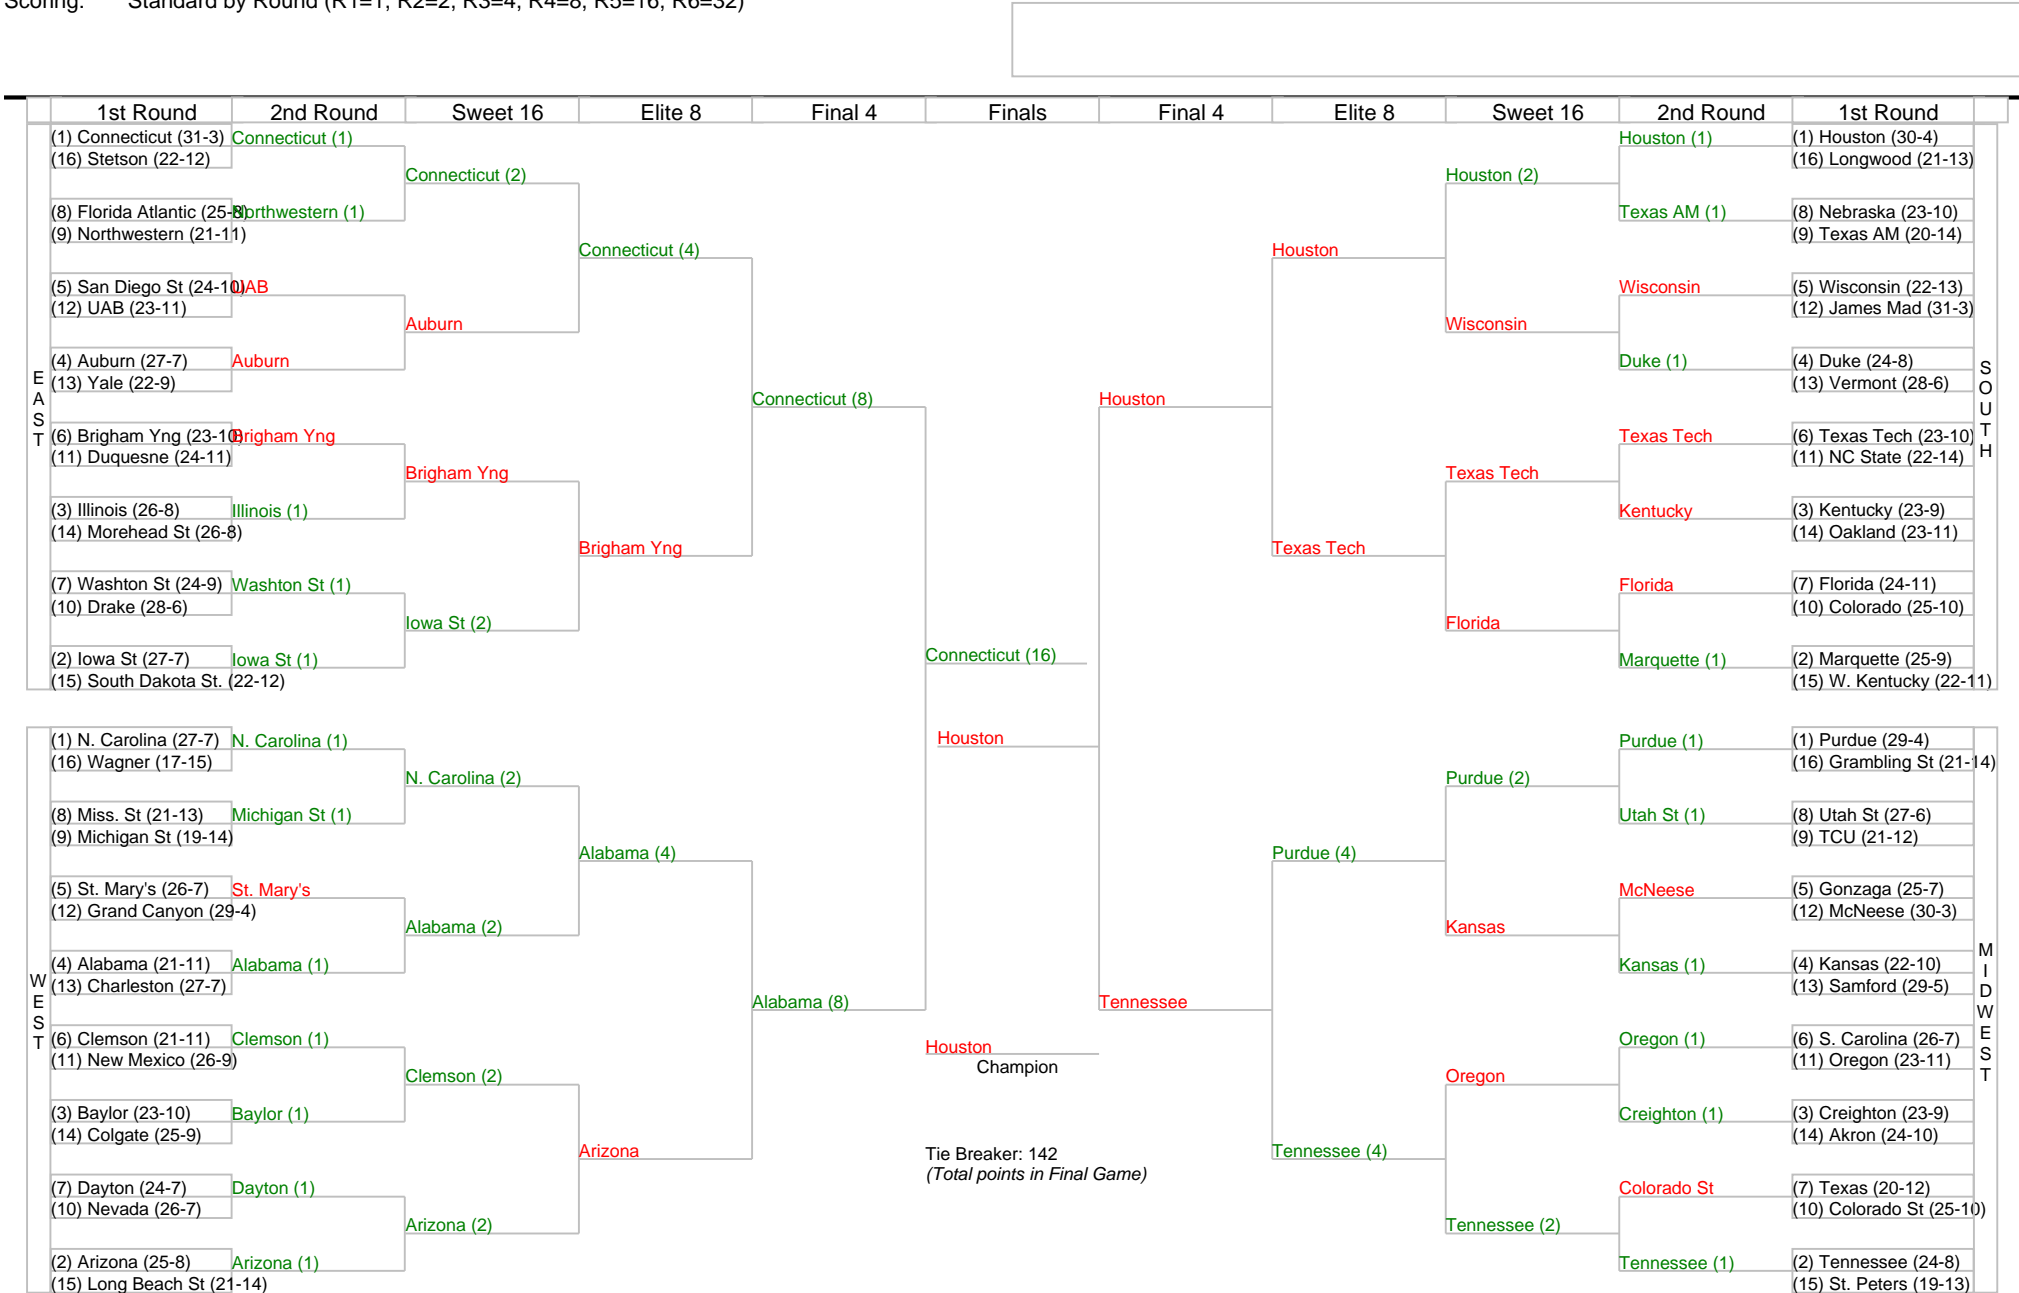 Scoring: Standard by Round (R1=1, R2=2, R3=4, R4=8, R5=16, R6=32)
1st Round 2nd Round Sweet 16 Elite 8 Final 4 Finals Final 4 Elite 8 Sweet 16 2nd Round 1st Round
EAST
(1) Connecticut (31-3)
(16) Stetson (22-12)
(8) Florida Atlantic (25-8)
(9) Northwestern (21-11)
(5) San Diego St (24-10)
(12) UAB (23-11)
(4) Auburn (27-7)
(13) Yale (22-9)
(6) Brigham Yng (23-10)
(11) Duquesne (24-11)
(3) Illinois (26-8)
(14) Morehead St (26-8)
(7) Washton St (24-9)
(10) Drake (28-6)
(2) Iowa St (27-7)
(15) South Dakota St. (22-12)
Connecticut (1)
Northwestern (1)
UAB
Auburn
Brigham Yng
Illinois (1)
Washton St (1)
Iowa St (1)
Connecticut (2)
Auburn
Brigham Yng
Iowa St (2)
Connecticut (4)
Brigham Yng
Connecticut (8)
WEST
(1) N. Carolina (27-7)
(16) Wagner (17-15)
(8) Miss. St (21-13)
(9) Michigan St (19-14)
(5) St. Mary's (26-7)
(12) Grand Canyon (29-4)
(4) Alabama (21-11)
(13) Charleston (27-7)
(6) Clemson (21-11)
(11) New Mexico (26-9)
(3) Baylor (23-10)
(14) Colgate (25-9)
(7) Dayton (24-7)
(10) Nevada (26-7)
(2) Arizona (25-8)
(15) Long Beach St (21-14)
N. Carolina (1)
Michigan St (1)
St. Mary's
Alabama (1)
Clemson (1)
Baylor (1)
Dayton (1)
Arizona (1)
N. Carolina (2)
Alabama (2)
Clemson (2)
Arizona (2)
Alabama (4)
Arizona
Alabama (8)
Connecticut (16)
Houston
Houston
Champion
Tie Breaker: 142
(Total points in Final Game)
Houston
Tennessee
Houston
Texas Tech
Houston (2)
Wisconsin
Texas Tech
Florida
Houston (1)
Texas AM (1)
Wisconsin
Duke (1)
Texas Tech
Kentucky
Florida
Marquette (1)
(1) Houston (30-4)
(16) Longwood (21-13)
(8) Nebraska (23-10)
(9) Texas AM (20-14)
(5) Wisconsin (22-13)
(12) James Mad (31-3)
(4) Duke (24-8)
(13) Vermont (28-6)
(6) Texas Tech (23-10)
(11) NC State (22-14)
(3) Kentucky (23-9)
(14) Oakland (23-11)
(7) Florida (24-11)
(10) Colorado (25-10)
(2) Marquette (25-9)
(15) W. Kentucky (22-11)
SOUTH
Purdue (4)
Tennessee (4)
Purdue (2)
Kansas
Oregon
Tennessee (2)
Purdue (1)
Utah St (1)
McNeese
Kansas (1)
Oregon (1)
Creighton (1)
Colorado St
Tennessee (1)
(1) Purdue (29-4)
(16) Grambling St (21-14)
(8) Utah St (27-6)
(9) TCU (21-12)
(5) Gonzaga (25-7)
(12) McNeese (30-3)
(4) Kansas (22-10)
(13) Samford (29-5)
(6) S. Carolina (26-7)
(11) Oregon (23-11)
(3) Creighton (23-9)
(14) Akron (24-10)
(7) Texas (20-12)
(10) Colorado St (25-10)
(2) Tennessee (24-8)
(15) St. Peters (19-13)
MIDWEST